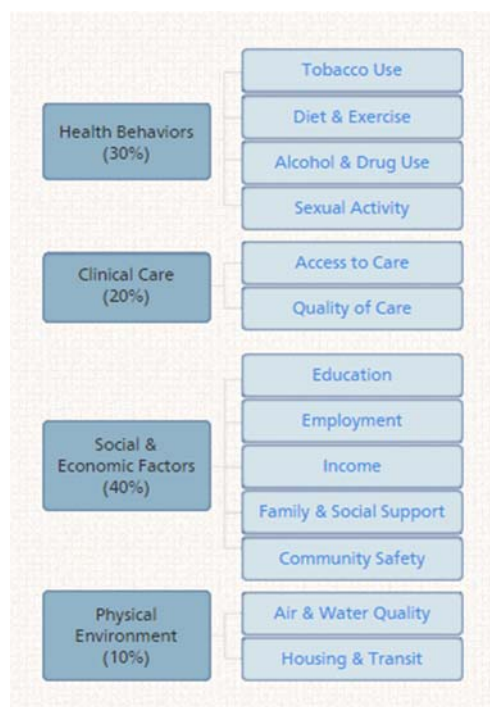 Health Behaviors
(30%)
Tobacco Use
Diet & Exercise
Alcohol & Drug Use
Sexual Activity
Clinical Care
(20%)
Access to Care
Quality of Care
Social &
Economic Factors
(40%)
Education
Employment
Income
Family & Social Support
Community Safety
Physical
Environment
(10%)
Air & Water Quality
Housing & Transit